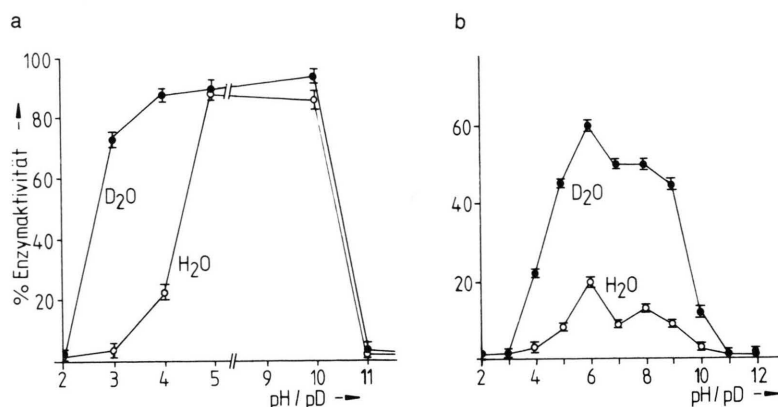 a
% Enzymaktivität →
100
80
60
40
20
D₂O
H₂O
2 3 4 5 9 10 11
pH/pD →
b
60
40
20
D₂O
H₂O
2 4 6 8 10 12
pH/pD →